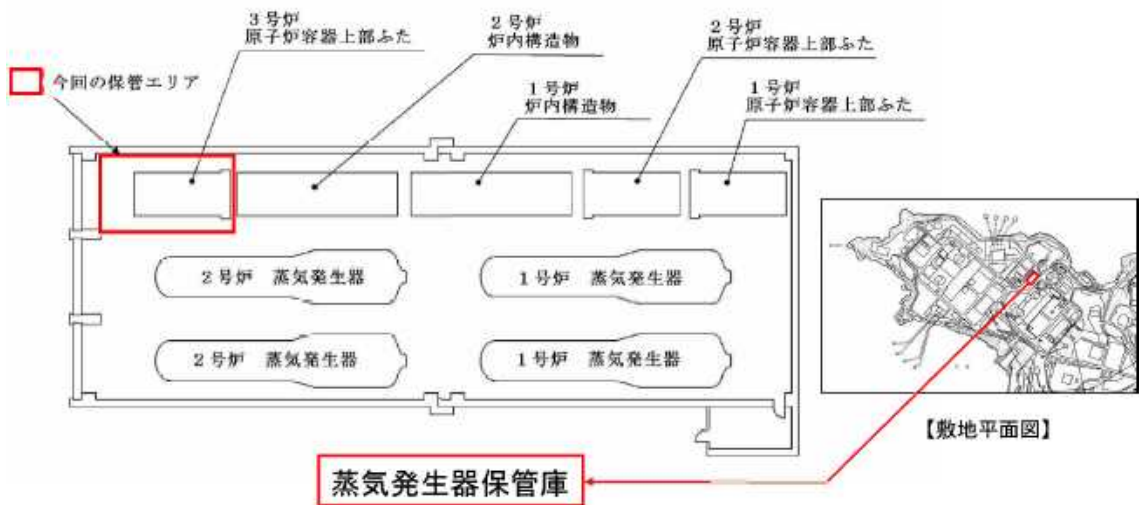 3号炉
原子炉容器上部ふた
2号炉
炉内構造物
2号炉
原子炉容器上部ふた
今回の保管エリア
1号炉
炉内構造物
1号炉
原子炉容器上部ふた
2号炉 蒸気発生器
1号炉 蒸気発生器
2号炉 蒸気発生器
1号炉 蒸気発生器
【敷地平面図】
蒸気発生器保管庫